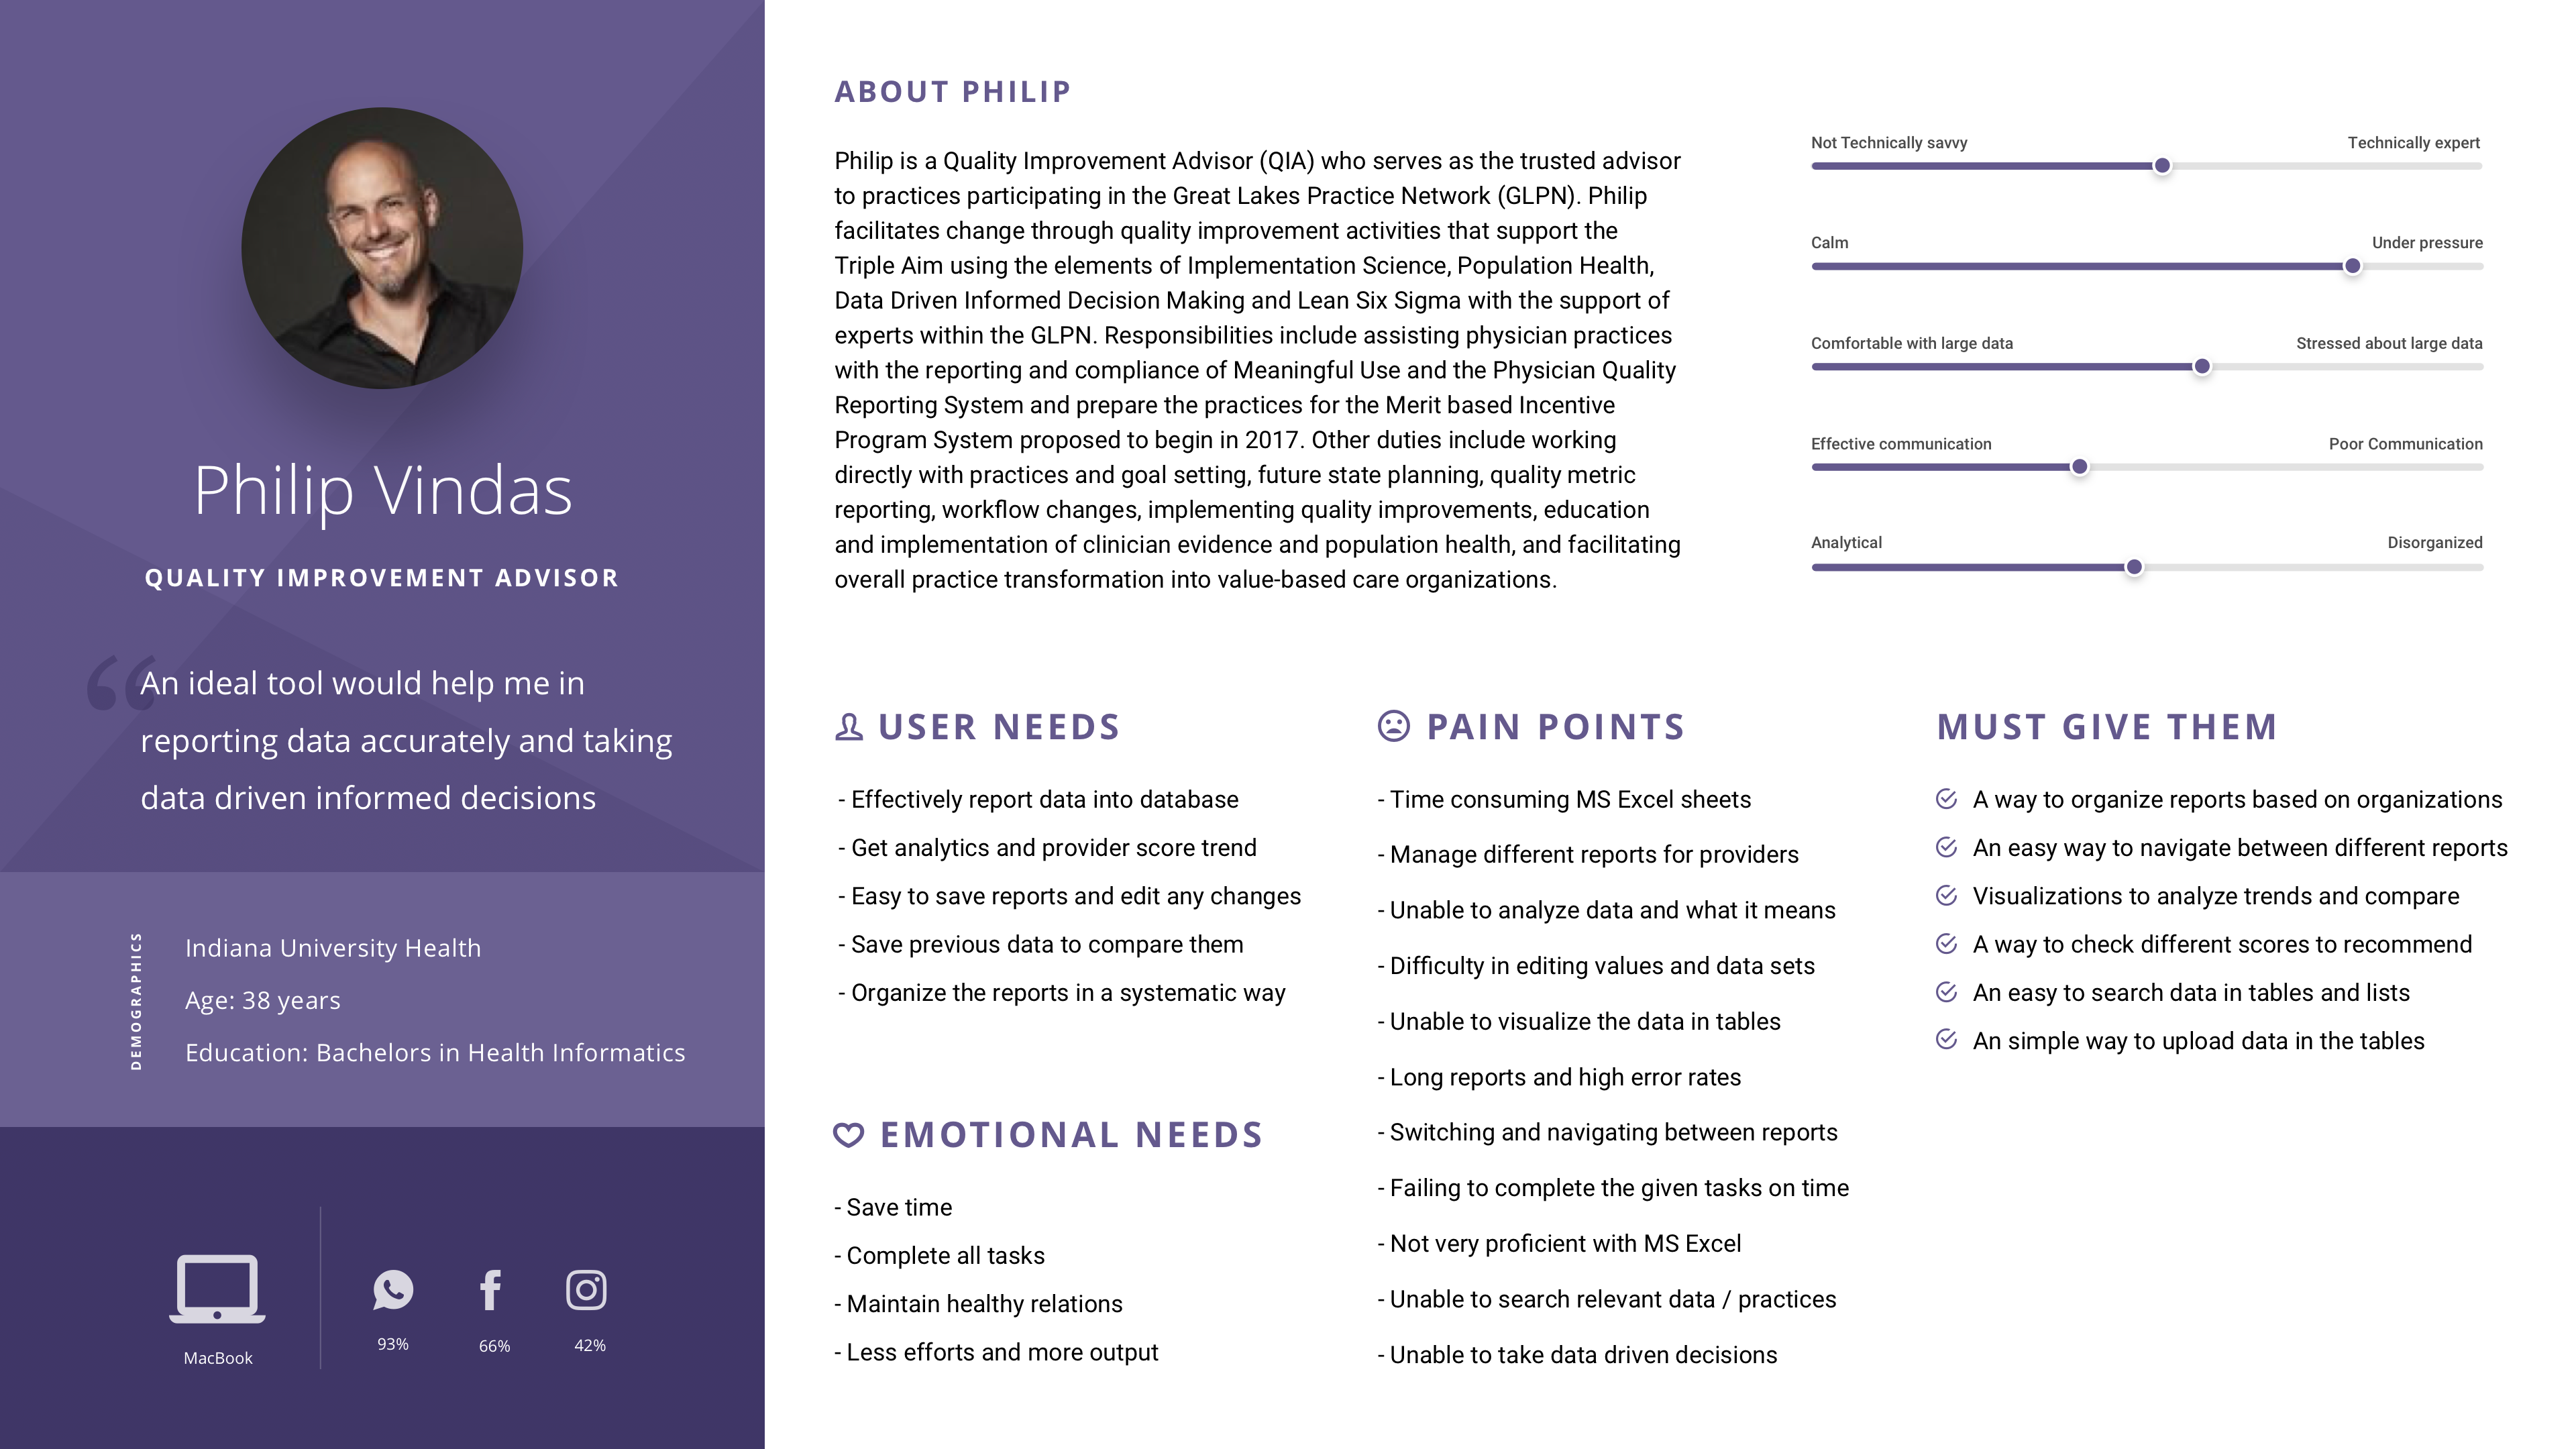 Philip Vindas
QUALITY IMPROVEMENT ADVISOR
“
An ideal tool would help me in
reporting data accurately and taking
data driven informed decisions
DEMOGRAPHICS
Indiana University Health
Age: 38 years
Education: Bachelors in Health Informatics
MacBook
93%
66%
42%
ABOUT PHILIP
Philip is a Quality Improvement Advisor (QIA) who serves as the trusted advisor
to practices participating in the Great Lakes Practice Network (GLPN). Philip
facilitates change through quality improvement activities that support the
Triple Aim using the elements of Implementation Science, Population Health,
Data Driven Informed Decision Making and Lean Six Sigma with the support of
experts within the GLPN. Responsibilities include assisting physician practices
with the reporting and compliance of Meaningful Use and the Physician Quality
Reporting System and prepare the practices for the Merit based Incentive
Program System proposed to begin in 2017. Other duties include working
directly with practices and goal setting, future state planning, quality metric
reporting, workflow changes, implementing quality improvements, education
and implementation of clinician evidence and population health, and facilitating
overall practice transformation into value-based care organizations.
Not Technically savvy Technically expert
Calm Under pressure
Comfortable with large data Stressed about large data
Effective communication Poor Communication
Analytical Disorganized
USER NEEDS
- Effectively report data into database
- Get analytics and provider score trend
- Easy to save reports and edit any changes
- Save previous data to compare them
- Organize the reports in a systematic way
EMOTIONAL NEEDS
- Save time
- Complete all tasks
- Maintain healthy relations
- Less efforts and more output
PAIN POINTS
- Time consuming MS Excel sheets
- Manage different reports for providers
- Unable to analyze data and what it means
- Difficulty in editing values and data sets
- Unable to visualize the data in tables
- Long reports and high error rates
- Switching and navigating between reports
- Failing to complete the given tasks on time
- Not very proficient with MS Excel
- Unable to search relevant data / practices
- Unable to take data driven decisions
MUST GIVE THEM
A way to organize reports based on organizations
An easy way to navigate between different reports
Visualizations to analyze trends and compare
A way to check different scores to recommend
An easy to search data in tables and lists
An simple way to upload data in the tables